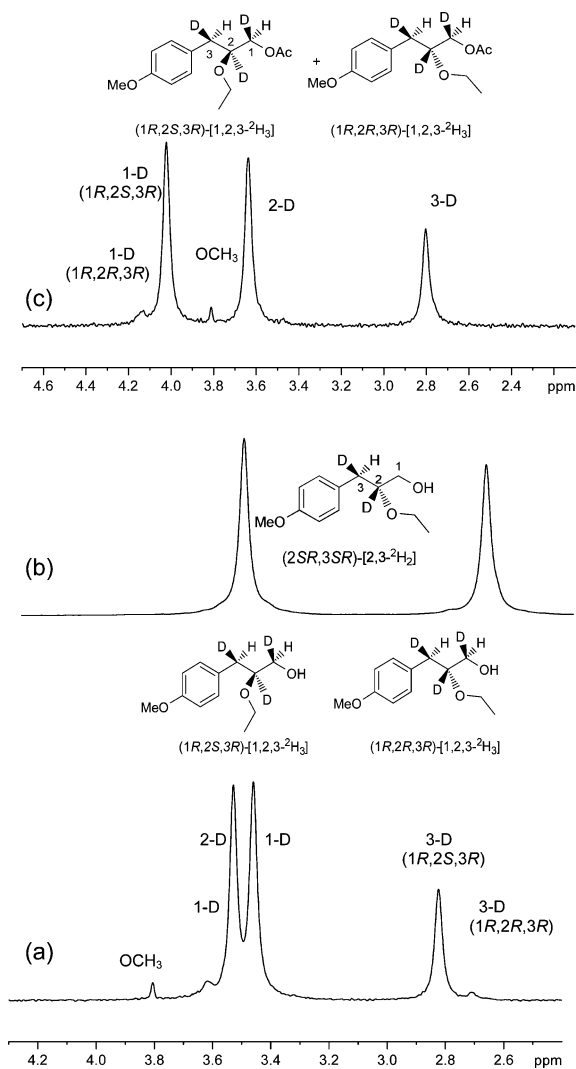 D H D H
3 2 1 OAc
D
MeO
O
+
D H D H
OAc
D
MeO
O
(1R,2S,3R)-[1,2,3-²H₃]
(1R,2R,3R)-[1,2,3-²H₃]
1-D
(1R,2S,3R)
1-D
(1R,2R,3R)
OCH₃
2-D
3-D
(c)
4.6 4.4 4.2 4.0 3.8 3.6 3.4 3.2 3.0 2.8 2.6 2.4 ppm
D H
3 2 1 OH
D
MeO
O
(2SR,3SR)-[2,3-²H₂]
(b)
D H D H
OH
D
MeO
O
(1R,2S,3R)-[1,2,3-²H₃]
D H D H
OH
D
MeO
O
(1R,2R,3R)-[1,2,3-²H₃]
2-D
1-D
1-D
3-D
(1R,2S,3R)
3-D
(1R,2R,3R)
OCH₃
(a)
4.2 4.0 3.8 3.6 3.4 3.2 3.0 2.8 2.6 ppm